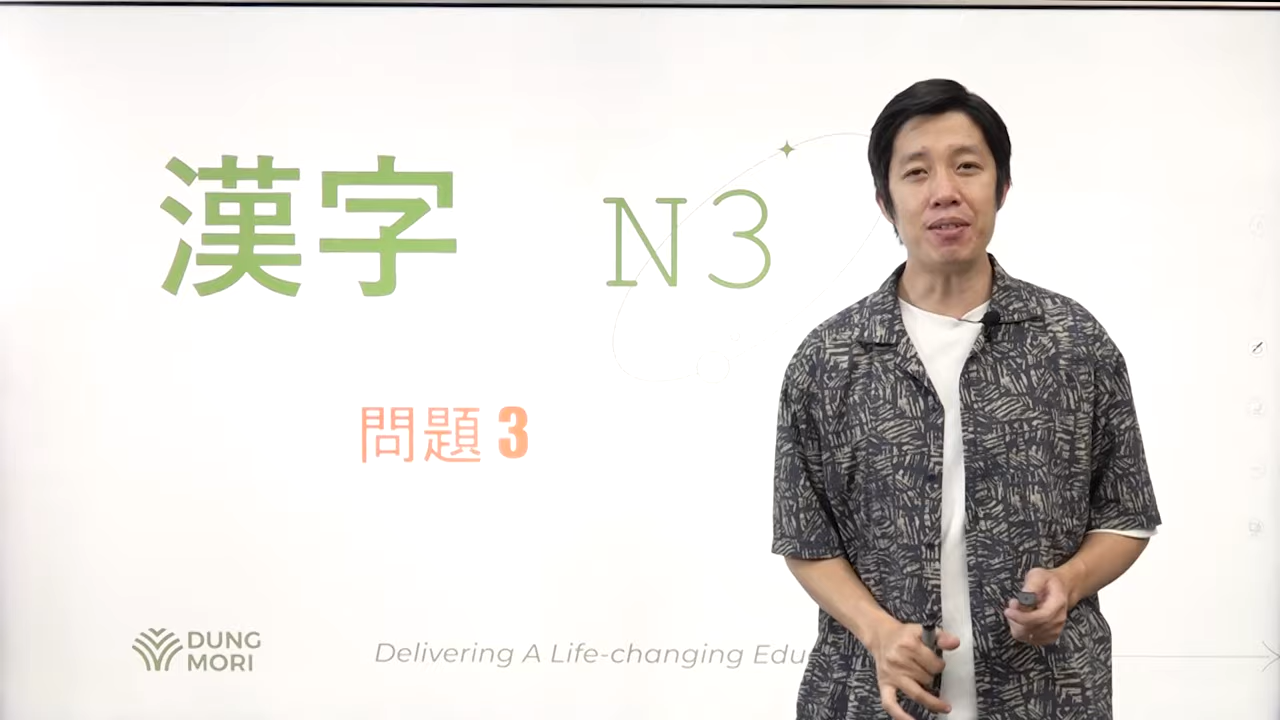 漢字 N3
問題 3
DUNG
MORI
Delivering A Life-changing Edu